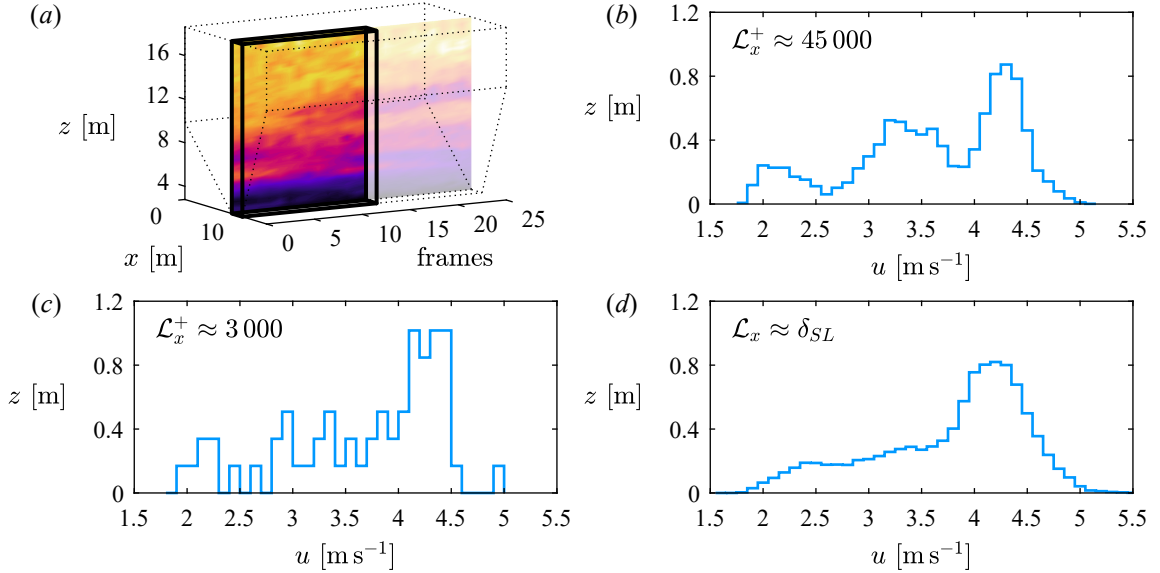 (a)
16
12
8
4
z [m]
0
10
x [m]
0
5
10
15
20
25
frames
(b)
1.2
0.8
0.4
0
z [m]
ℒₓ⁺ ≈ 45 000
1.5 2 2.5 3 3.5 4 4.5 5 5.5
u [m s⁻¹]
(c)
1.2
0.8
0.4
0
z [m]
ℒₓ⁺ ≈ 3 000
1.5 2 2.5 3 3.5 4 4.5 5 5.5
u [m s⁻¹]
(d)
1.2
0.8
0.4
0
z [m]
ℒₓ ≈ δ_SL
1.5 2 2.5 3 3.5 4 4.5 5 5.5
u [m s⁻¹]